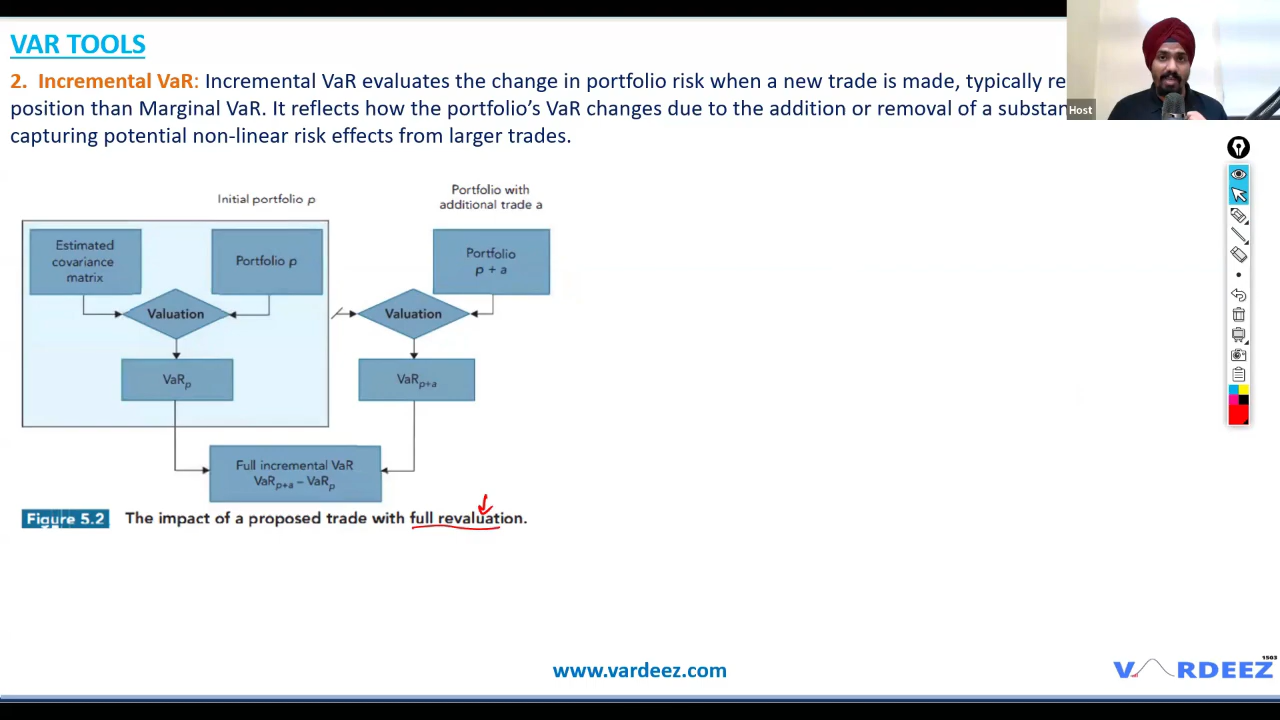 VAR TOOLS
2. Incremental VaR: Incremental VaR evaluates the change in portfolio risk when a new trade is made, typically
position than Marginal VaR. It reflects how the portfolio’s VaR changes due to the addition or removal of a
capturing potential non-linear risk effects from larger trades.
Host
Initial portfolio p
Portfolio with
additional trade a
Estimated
covariance
matrix
Portfolio p
Portfolio
p + a
Valuation
Valuation
VaRp
VaRp+a
Full incremental VaR
VaRp+a – VaRp
Figure 5.2 The impact of a proposed trade with full revaluation.
www.vardeez.com
VARDEEZ
1503